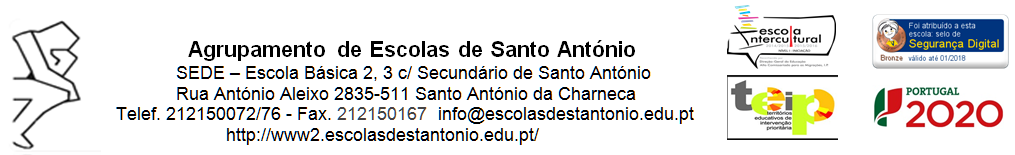 Agrupamento de Escolas de Santo António
SEDE – Escola Básica 2, 3 c/ Secundário de Santo António
Rua António Aleixo 2835-511 Santo António da Charneca
Telef. 212150072/76 - Fax. 212150167 info@escolasdestantonio.edu.pt
http://www2.escolasdestantonio.edu.pt/
escola
intercultural
teip
territórios
educativos de
intervenção
prioritária
Foi atribuído a esta
escola: selo de
Segurança Digital
Bronze válido até 01/2018
PORTUGAL
2020